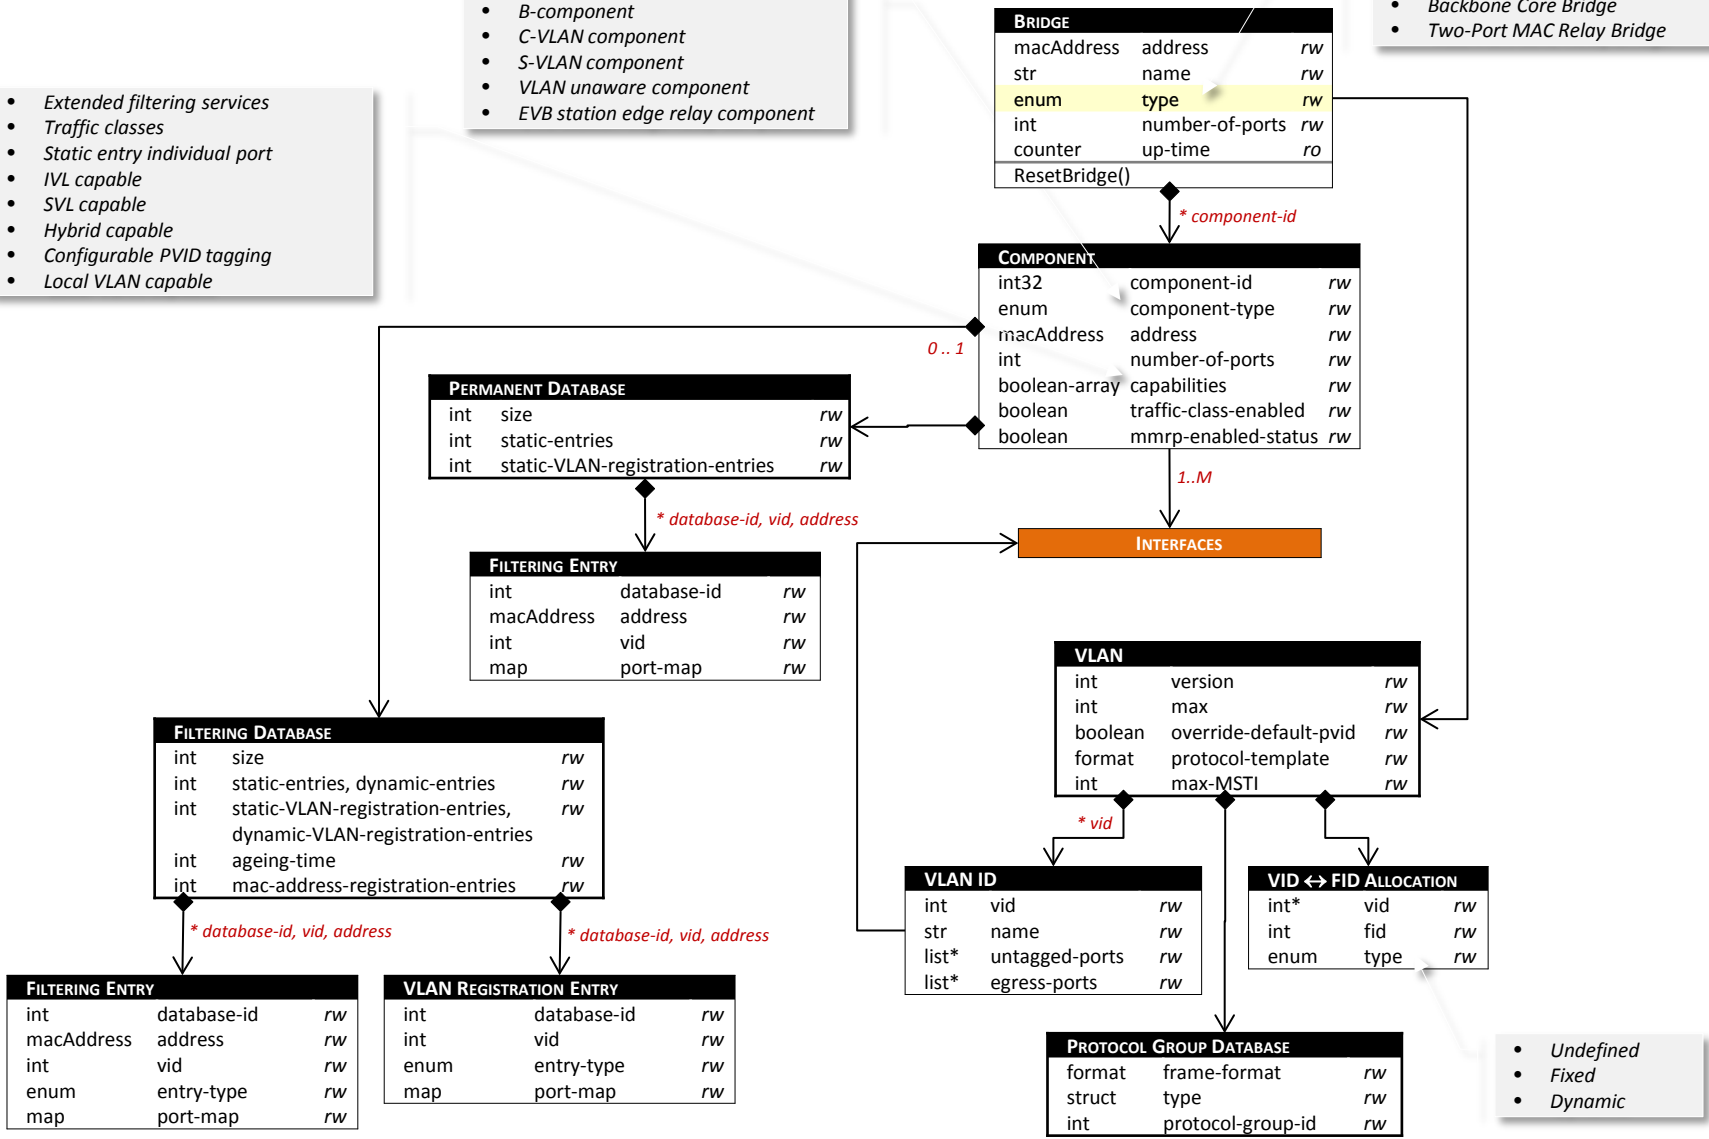 • B-component
• C-VLAN component
• S-VLAN component
• VLAN unaware component
• EVB station edge relay component
• Backbone Core Bridge
• Two-Port MAC Relay Bridge
• Extended filtering services
• Traffic classes
• Static entry individual port
• IVL capable
• SVL capable
• Hybrid capable
• Configurable PVID tagging
• Local VLAN capable
BRIDGE
macAddress address rw
str name rw
enum type rw
int number-of-ports rw
counter up-time ro
ResetBridge()
* component-id
COMPONENT
int32 component-id rw
enum component-type rw
macAddress address rw
int number-of-ports rw
boolean-array capabilities rw
boolean traffic-class-enabled rw
boolean mmrp-enabled-status rw
0 .. 1
1..M
PERMANENT DATABASE
int size rw
int static-entries rw
int static-VLAN-registration-entries rw
* database-id, vid, address
FILTERING ENTRY
int database-id rw
macAddress address rw
int vid rw
map port-map rw
INTERFACES
VLAN
int version rw
int max rw
boolean override-default-pvid rw
format protocol-template rw
int max-MSTI rw
* vid
FILTERING DATABASE
int size rw
int static-entries, dynamic-entries rw
int static-VLAN-registration-entries, rw
dynamic-VLAN-registration-entries
int ageing-time rw
int mac-address-registration-entries rw
* database-id, vid, address
* database-id, vid, address
VLAN ID
int vid rw
str name rw
list* untagged-ports rw
list* egress-ports rw
VID ↔ FID ALLOCATION
int* vid rw
int fid rw
enum type rw
FILTERING ENTRY
int database-id rw
macAddress address rw
int vid rw
enum entry-type rw
map port-map rw
VLAN REGISTRATION ENTRY
int database-id rw
int vid rw
enum entry-type rw
map port-map rw
PROTOCOL GROUP DATABASE
format frame-format rw
struct type rw
int protocol-group-id rw
• Undefined
• Fixed
• Dynamic